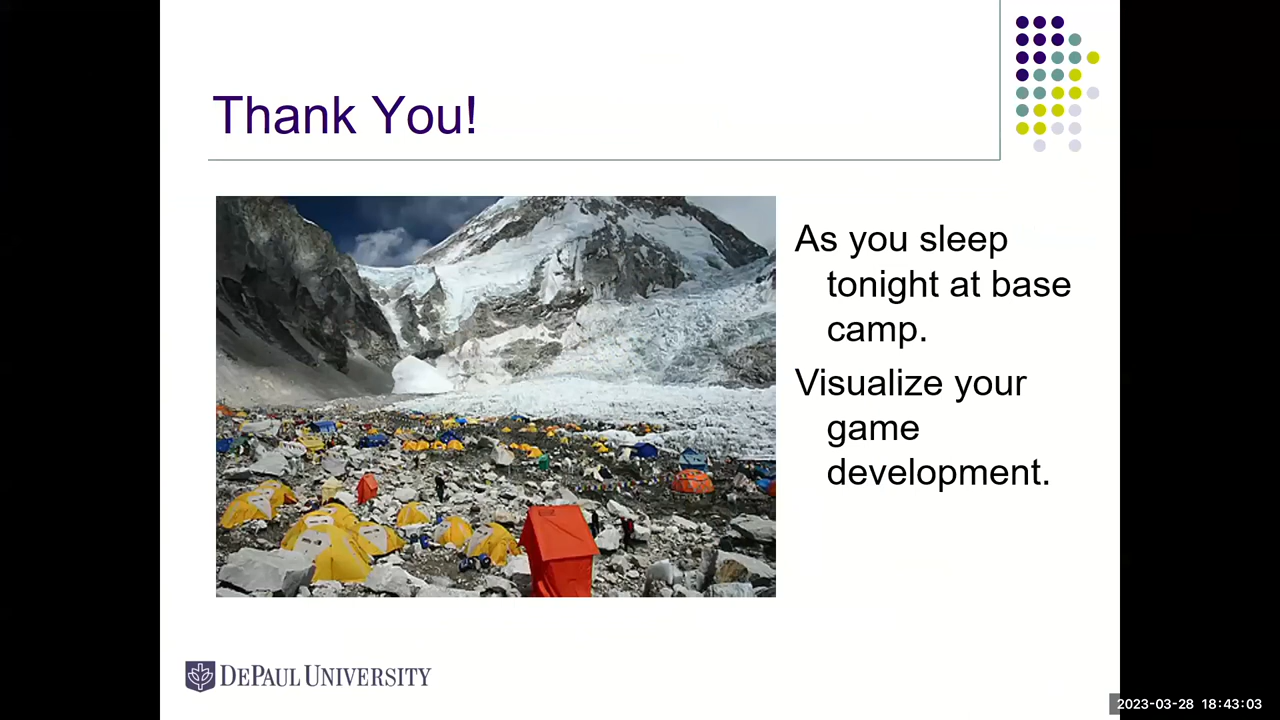 Thank You!
As you sleep
tonight at base
camp.
Visualize your
game
development.
DEPAUL UNIVERSITY
2023-03-28 18:43:03